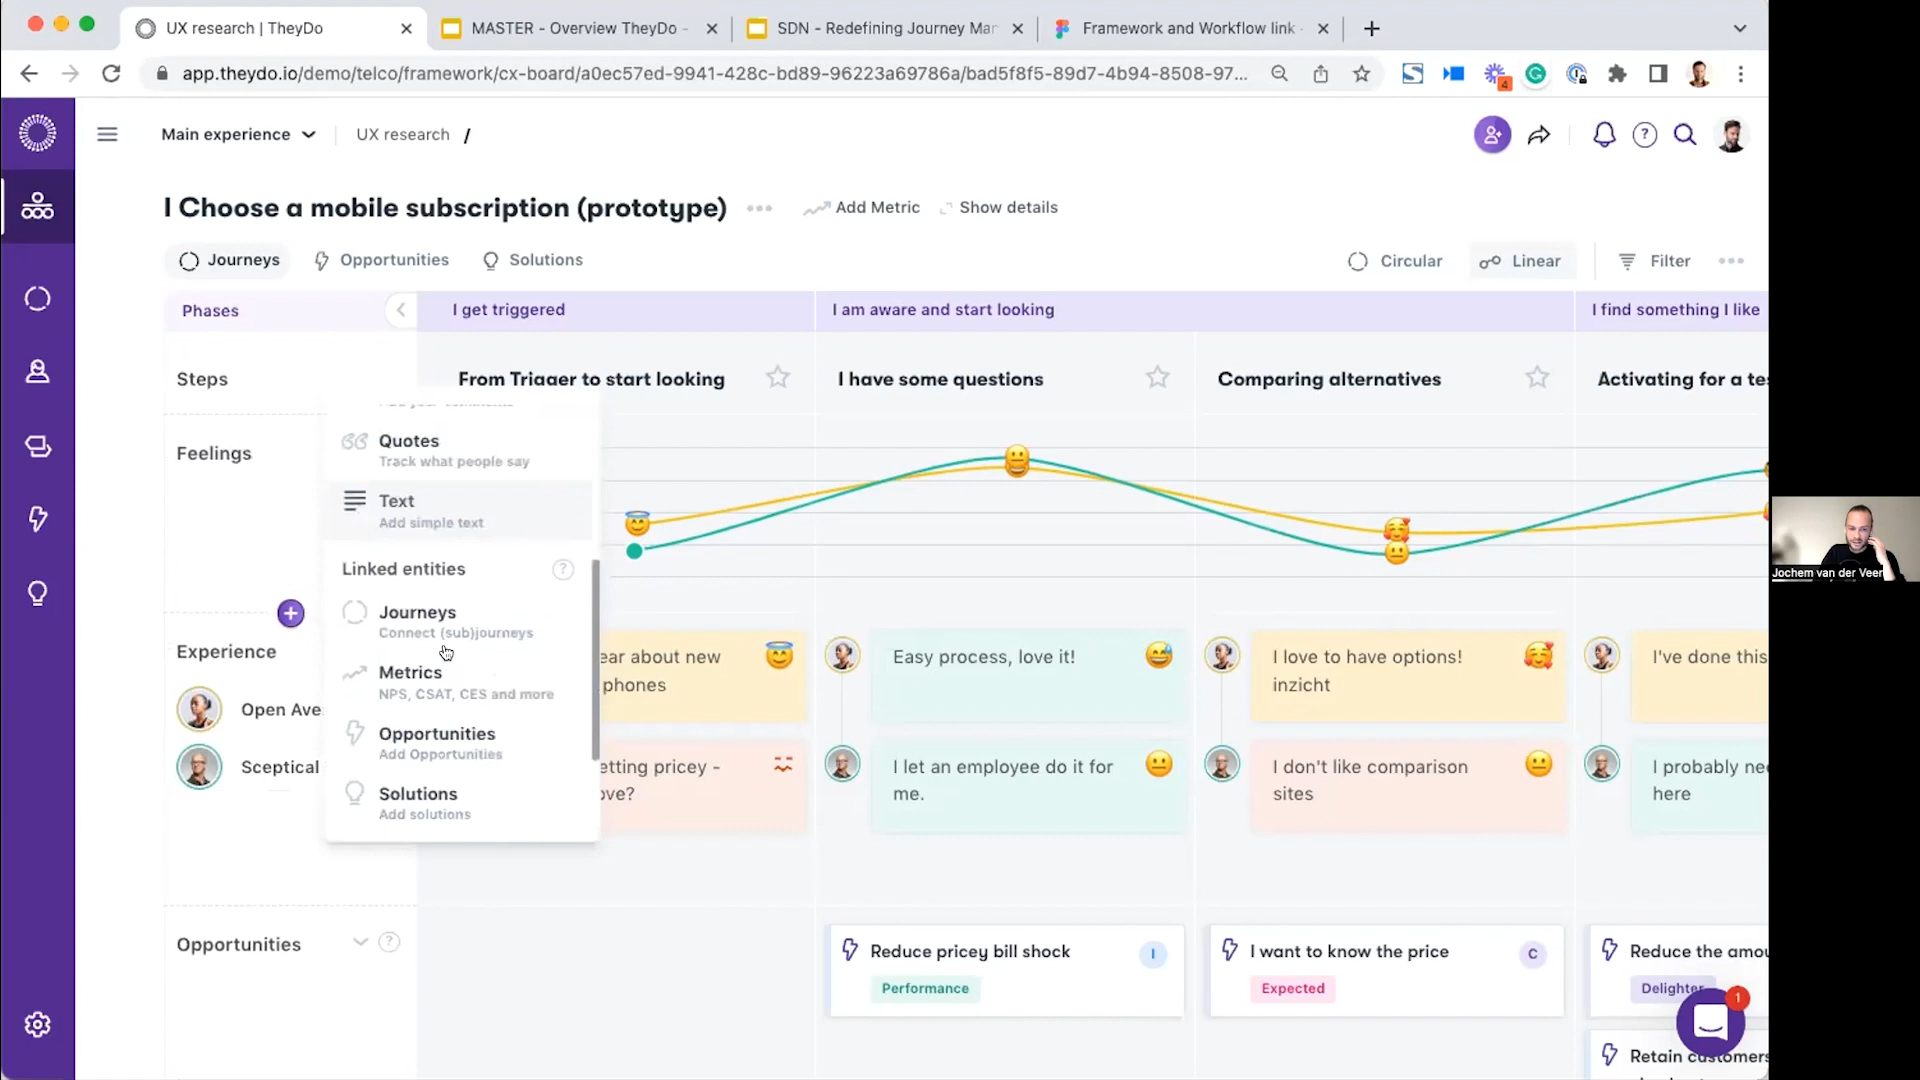 UX research | TheyDo
MASTER - Overview TheyDo -
SDN - Redefining Journey Mar
Framework and Workflow link -
app.theydo.io/demo/telco/framework/cx-board/a0ec57ed-9941-428c-bd89-96223a69786a/bad5f8f5-89d7-4b94-8508-97...
4
Main experience
UX research /
I Choose a mobile subscription (prototype)
Add Metric
Show details
Journeys
Opportunities
Solutions
Circular
Linear
Filter
Phases
I get triggered
I am aware and start looking
I find something I like
Steps
From Trigger to start looking
I have some questions
Comparing alternatives
Activating for a te
Feelings
Quotes
Track what people say
Text
Add simple text
Linked entities
?
Journeys
Connect (sub)journeys
Metrics
NPS, CSAT, CES and more
Opportunities
Add Opportunities
Solutions
Add solutions
Experience
Open Ave
Sceptical
ear about new
phones
Easy process, love it!
I love to have options!
inzicht
I've done this
etting pricey -
ove?
I let an employee do it for
me.
I don't like comparison
sites
I probably ne
here
Opportunities
?
Reduce pricey bill shock
I
Performance
I want to know the price
C
Expected
Reduce the amou
Delighter
1
Retain customers
Jochem van der Veer